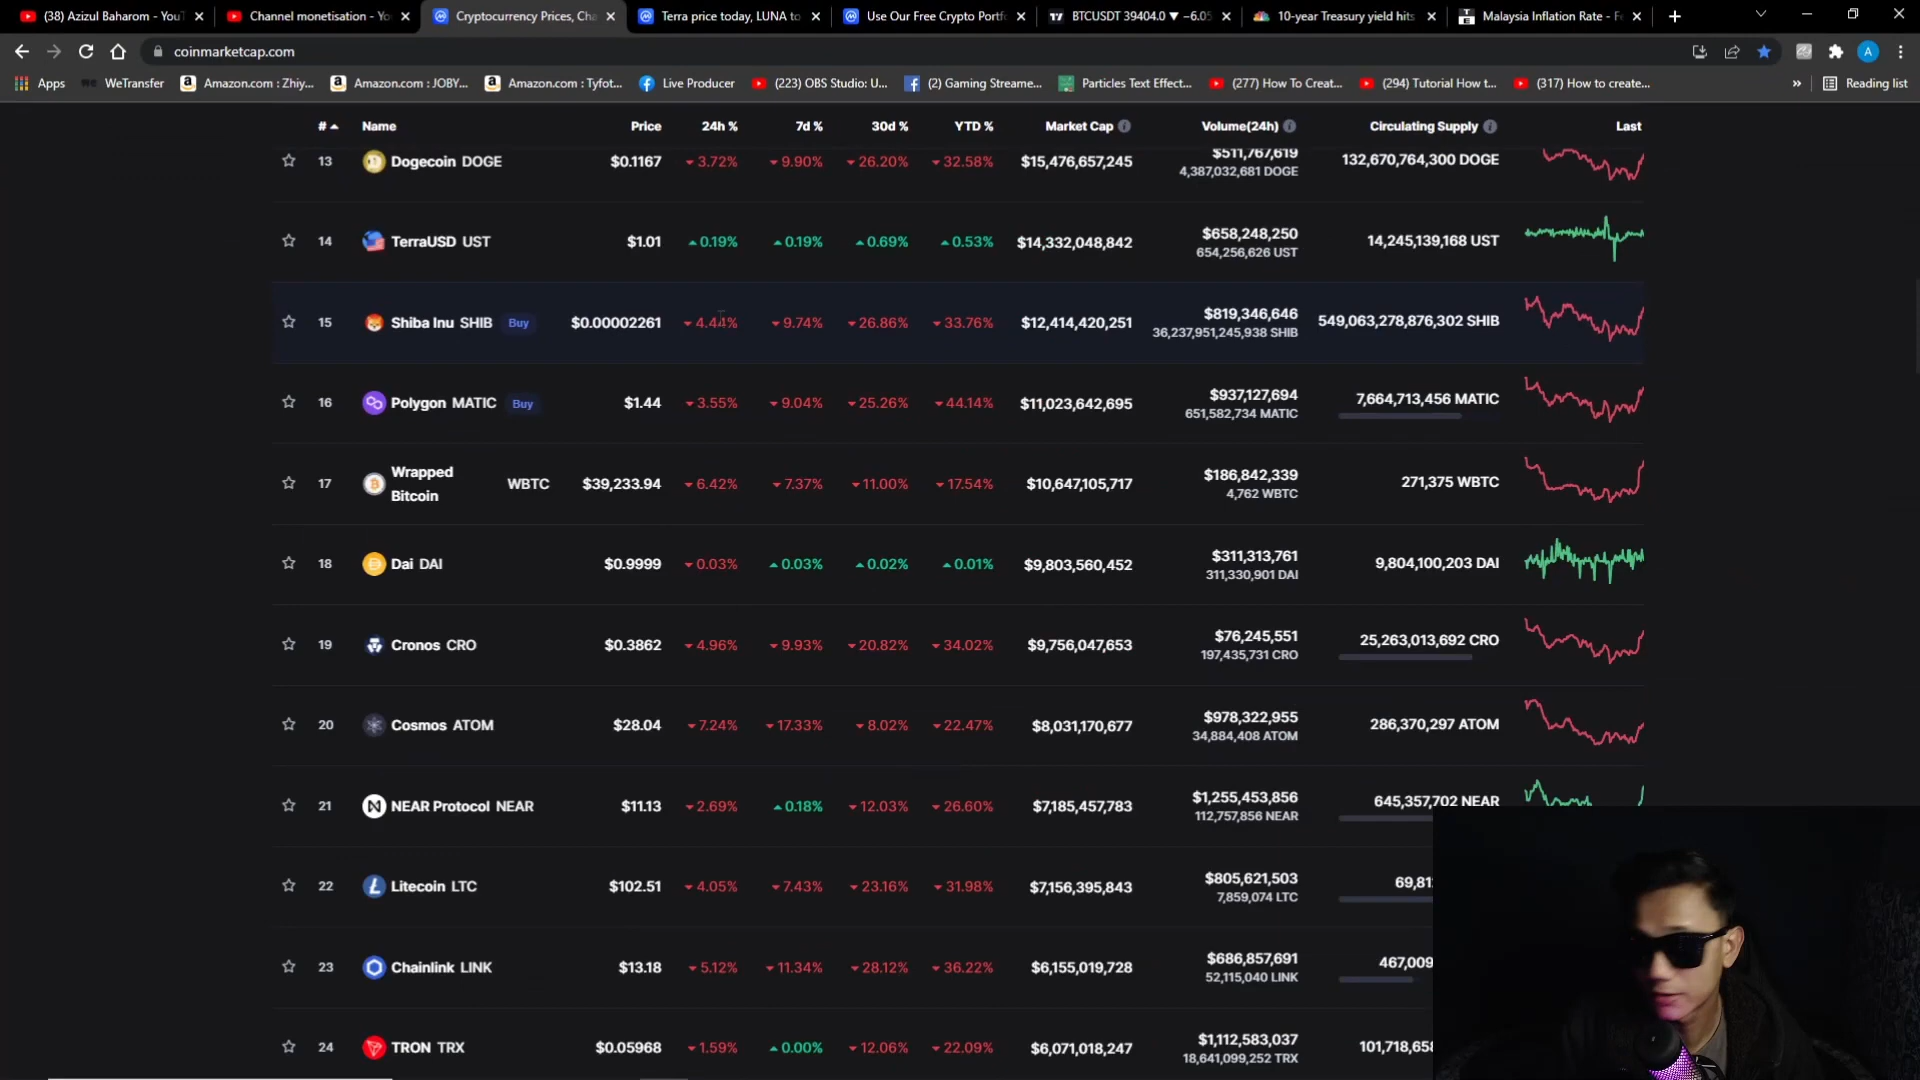 (38) Azizul Baharom - YouT
Channel monetisation - Yo
Cryptocurrency Prices, Cha
Terra price today, LUNA to
Use Our Free Crypto Portf
BTCUSDT 39404.0 ▼ −6.05
10-year Treasury yield hits
Malaysia Inflation Rate - F
coinmarketcap.com
Apps
WeTransfer
Amazon.com : Zhiy...
Amazon.com : JOBY...
Amazon.com : Tyfot...
Live Producer
(223) OBS Studio: U...
(2) Gaming Streame...
Particles Text Effect...
(277) How To Creat...
(294) Tutorial How t...
(317) How to create...
»
Reading list
# Name Price 24h % 7d % 30d % YTD % Market Cap Volume(24h) Circulating Supply Last
13 Dogecoin DOGE $0.1167 3.72% 9.90% 26.20% 32.58% $15,476,657,245 $511,767,619 132,670,764,300 DOGE
4,387,032,681 DOGE
14 TerraUSD UST $1.01 0.19% 0.19% 0.69% 0.53% $14,332,048,842 $658,248,250 14,245,139,168 UST
654,256,626 UST
15 Shiba Inu SHIB Buy $0.00002261 4.44% 9.74% 26.86% 33.76% $12,414,420,251 $819,346,646 549,063,278,876,302 SHIB
36,237,951,245,938 SHIB
16 Polygon MATIC Buy $1.44 3.55% 9.04% 25.26% 44.14% $11,023,642,695 $937,127,694 7,664,713,456 MATIC
651,582,734 MATIC
17 Wrapped Bitcoin WBTC $39,233.94 6.42% 7.37% 11.00% 17.54% $10,647,105,717 $186,842,339 271,375 WBTC
4,762 WBTC
18 Dai DAI $0.9999 0.03% 0.03% 0.02% 0.01% $9,803,560,452 $311,313,761 9,804,100,203 DAI
311,330,901 DAI
19 Cronos CRO $0.3862 4.96% 9.93% 20.82% 34.02% $9,756,047,653 $76,245,551 25,263,013,692 CRO
197,435,731 CRO
20 Cosmos ATOM $28.04 7.24% 17.33% 8.02% 22.47% $8,031,170,677 $978,322,955 286,370,297 ATOM
34,884,408 ATOM
21 NEAR Protocol NEAR $11.13 2.69% 0.18% 12.03% 26.60% $7,185,457,783 $1,255,453,856 645,357,702 NEAR
112,757,856 NEAR
22 Litecoin LTC $102.51 4.05% 7.43% 23.16% 31.98% $7,156,395,843 $805,621,503 69,81
7,859,074 LTC
23 Chainlink LINK $13.18 5.12% 11.34% 28.12% 36.22% $6,155,019,728 $686,857,691 467,009
52,115,040 LINK
24 TRON TRX $0.05968 1.59% 0.00% 12.06% 22.09% $6,071,018,247 $1,112,583,037 101,718,658
18,641,099,252 TRX